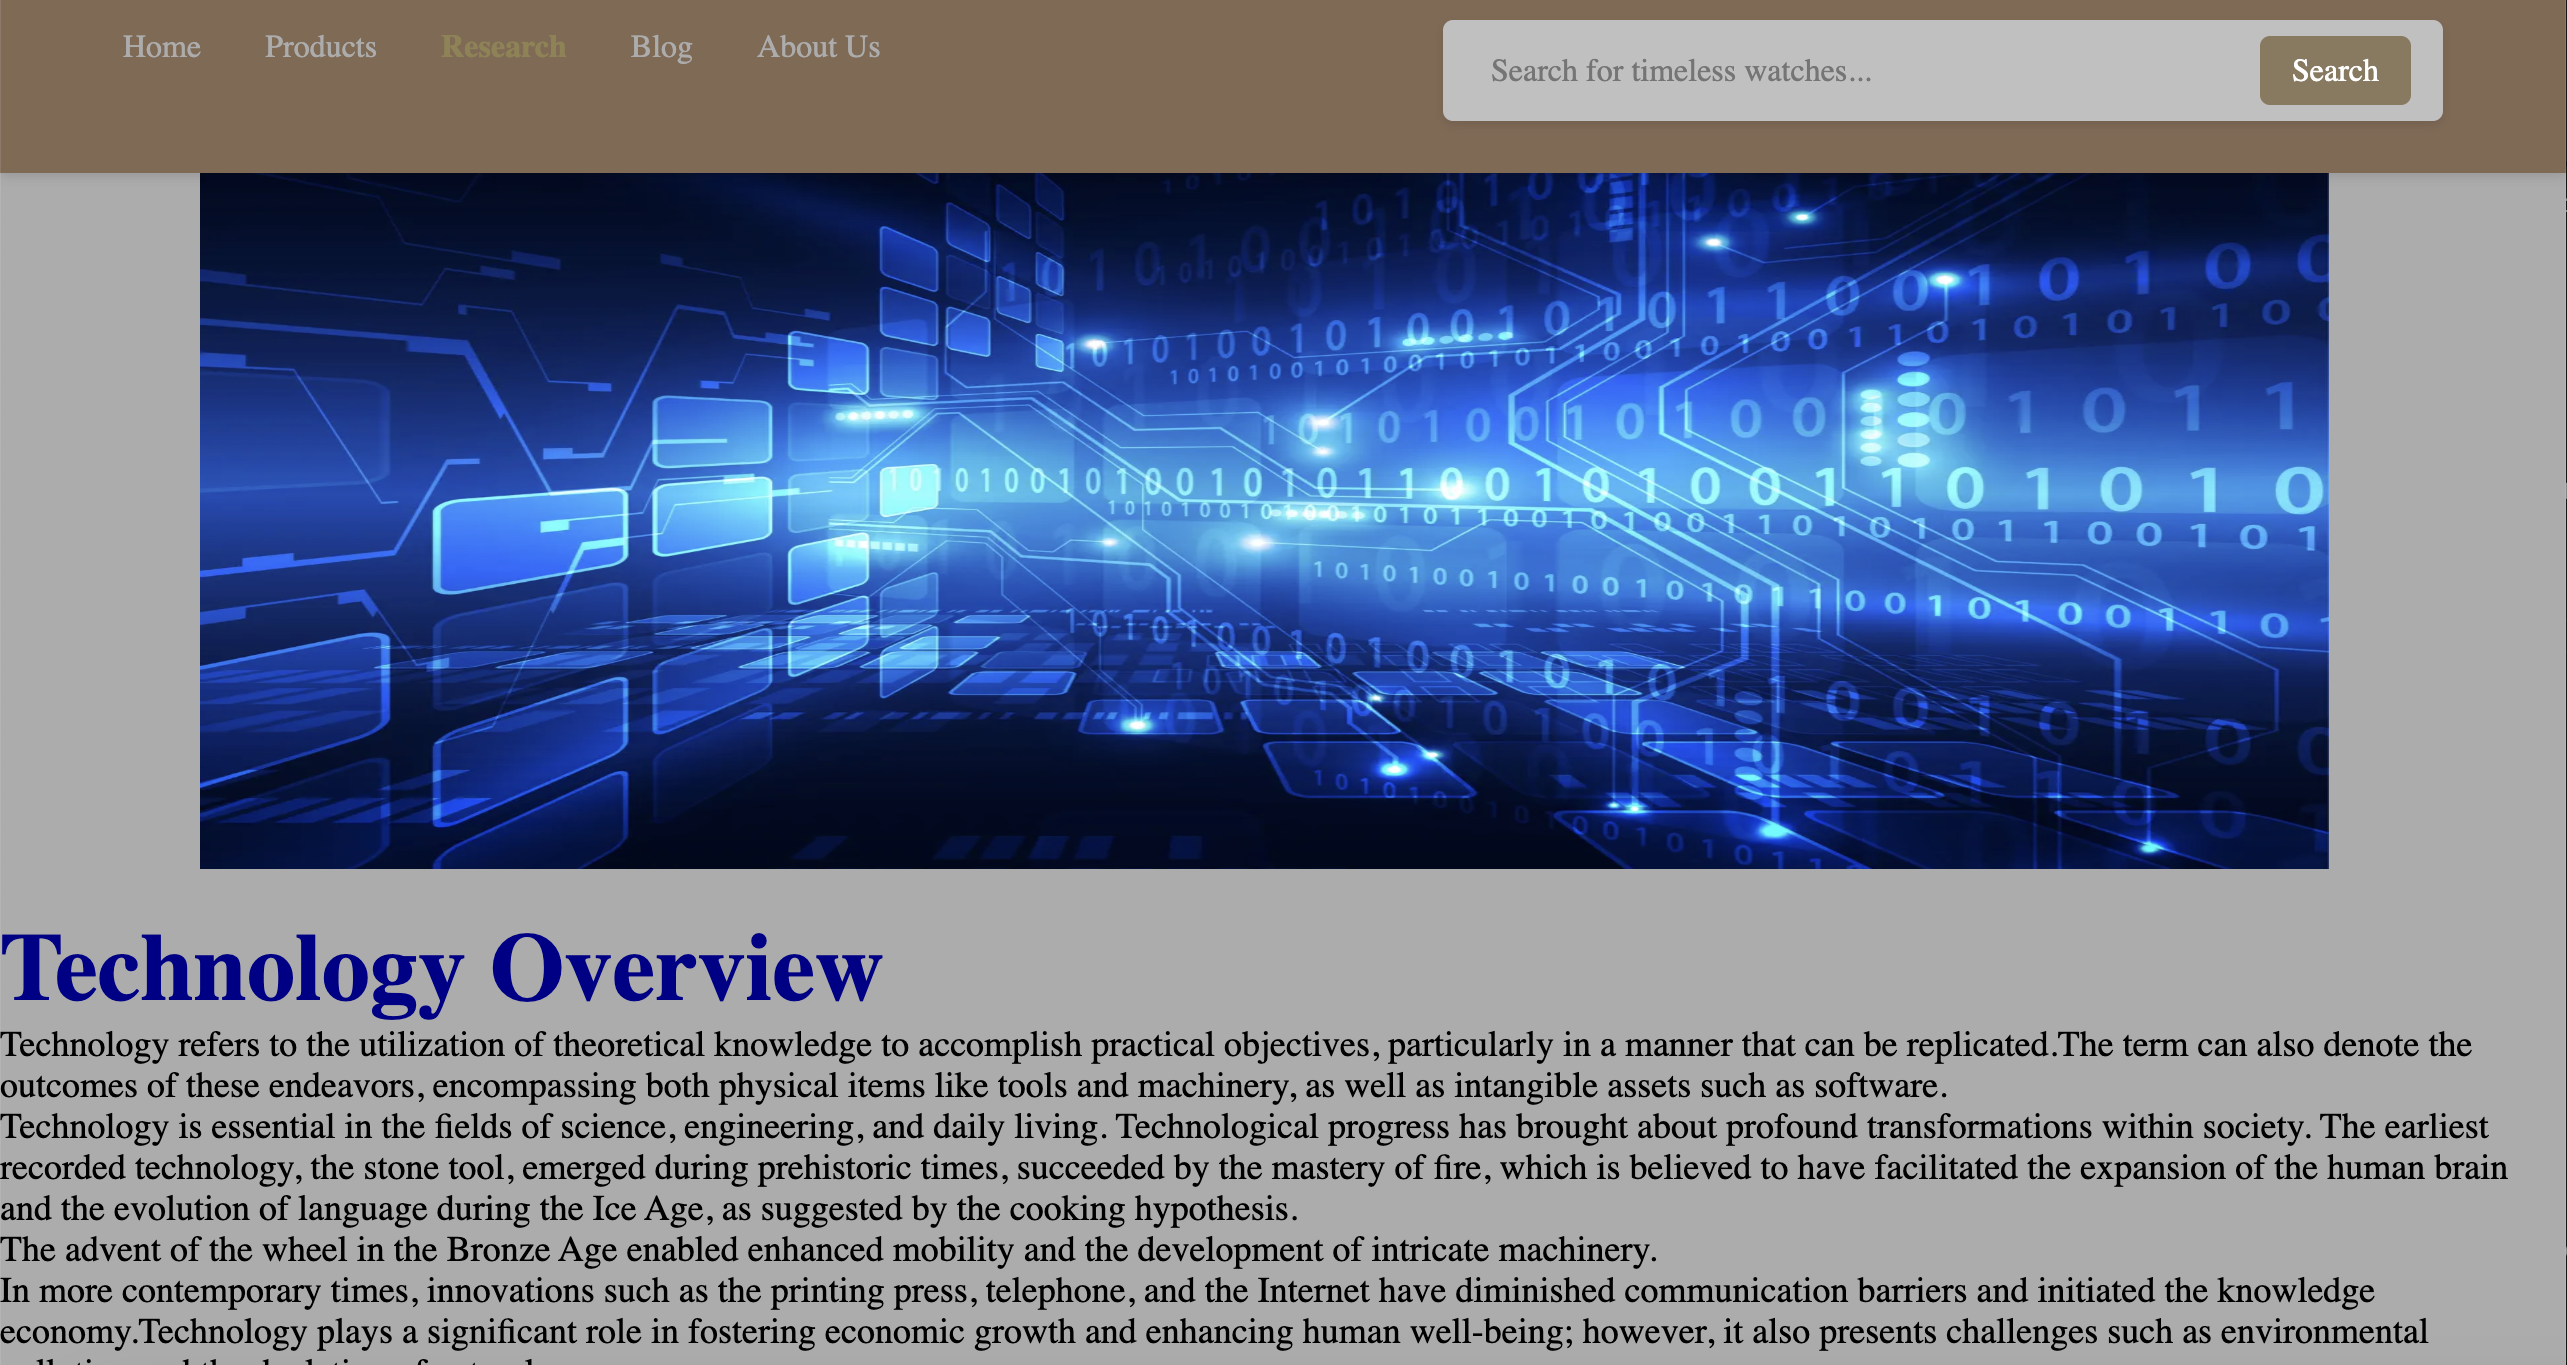 Home Products Research Blog About Us
Search for timeless watches... Search
Technology Overview
Technology refers to the utilization of theoretical knowledge to accomplish practical objectives, particularly in a manner that can be replicated.The term can also denote the
outcomes of these endeavors, encompassing both physical items like tools and machinery, as well as intangible assets such as software.
Technology is essential in the fields of science, engineering, and daily living. Technological progress has brought about profound transformations within society. The earliest
recorded technology, the stone tool, emerged during prehistoric times, succeeded by the mastery of fire, which is believed to have facilitated the expansion of the human brain
and the evolution of language during the Ice Age, as suggested by the cooking hypothesis.
The advent of the wheel in the Bronze Age enabled enhanced mobility and the development of intricate machinery.
In more contemporary times, innovations such as the printing press, telephone, and the Internet have diminished communication barriers and initiated the knowledge
economy.Technology plays a significant role in fostering economic growth and enhancing human well-being; however, it also presents challenges such as environmental